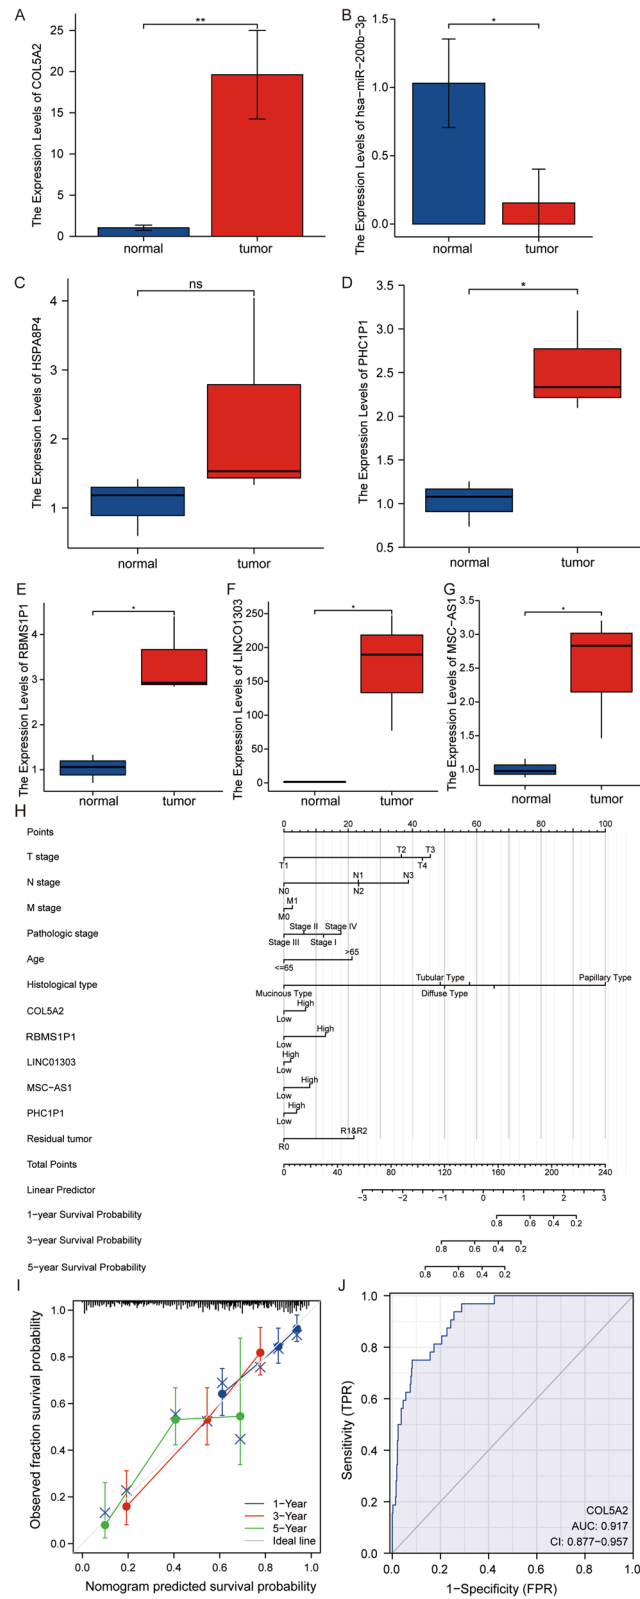 A
The Expression Levels of COL5A2
25
20
15
10
5
0
**
normal
tumor
B
The Expression Levels of hsa−miR−200b−3p
1.5
1.0
0.5
0.0
*
normal
tumor
C
The Expression Levels of HSPA8P4
4
3
2
1
ns
normal
tumor
D
The Expression Levels of PHC1P1
3.5
3.0
2.5
2.0
1.5
1.0
0.5
*
normal
tumor
E
The Expression Levels of RBMS1P1
4
3
2
1
*
normal
tumor
F
The Expression Levels of LINCO1303
250
200
150
100
50
0
*
normal
tumor
G
The Expression Levels of MSC−AS1
3.5
3.0
2.5
2.0
1.5
1.0
*
normal
tumor
H
0 20 40 60 80 100
Points
T2 T3
T stage
T1 T4
N1 N3
N stage
N0 N2
M1
M stage
M0
Stage II Stage IV
Pathologic stage
Stage III Stage I
>65
Age
<=65
Tubular Type Papillary Type
Histological type
Mucinous Type Diffuse Type
High
COL5A2
Low
High
RBMS1P1
Low
High
LINC01303
Low
High
MSC−AS1
Low
High
PHC1P1
Low
R1&R2
Residual tumor
R0
Total Points
0 40 80 120 160 200 240
Linear Predictor
−3 −2 −1 0 1 2 3
1−year Survival Probability
0.8 0.6 0.4 0.2
3−year Survival Probability
0.8 0.6 0.4 0.2
5−year Survival Probability
0.8 0.6 0.4 0.2
I
Observed fraction survival probability
1.0
0.8
0.6
0.4
0.2
0.0
1−Year
3−Year
5−Year
Ideal line
0.0 0.2 0.4 0.6 0.8 1.0
Nomogram predicted survival probability
J
Sensitivity (TPR)
1.0
0.8
0.6
0.4
0.2
0.0
COL5A2
AUC: 0.917
CI: 0.877−0.957
0.0 0.2 0.4 0.6 0.8 1.0
1−Specificity (FPR)